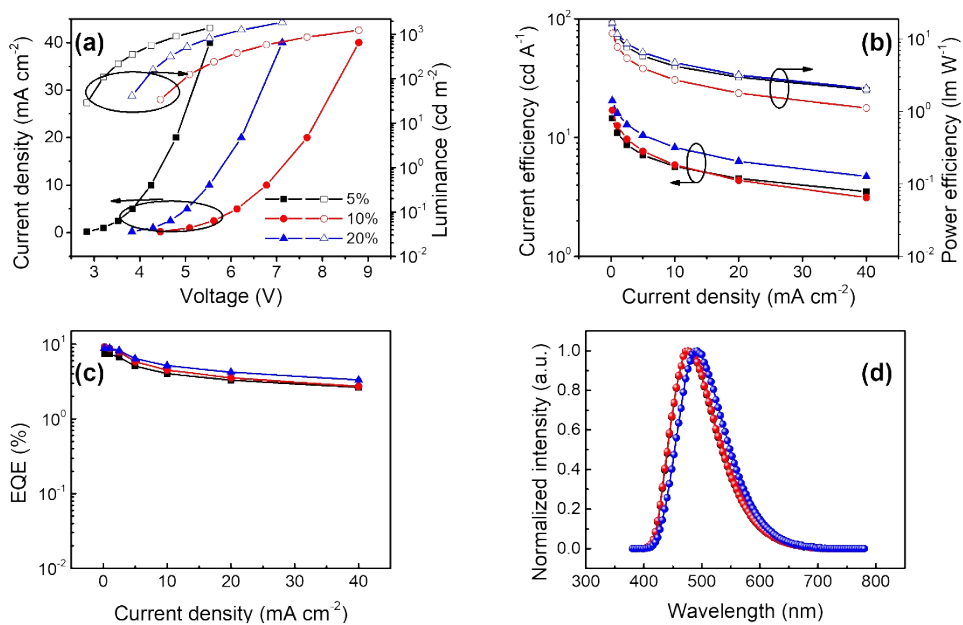 (a)
Current density (mA cm-2)
40
30
20
10
0
3 4 5 6 7 8 9
Voltage (V)
10³
10²
10¹
10⁰
10⁻¹
10⁻²
Luminance (cd m-2)
5%
10%
20%
(b)
Current efficiency (cd A-1)
10²
10¹
10⁰
0 10 20 30 40
Current density (mA cm-2)
10¹
10⁰
10⁻¹
10⁻²
Power efficiency (lm W-1)
(c)
EQE (%)
10¹
10⁰
10⁻¹
10⁻²
0 10 20 30 40
Current density (mA cm-2)
(d)
Normalized intensity (a.u.)
1.0
0.8
0.6
0.4
0.2
0.0
300 400 500 600 700 800
Wavelength (nm)